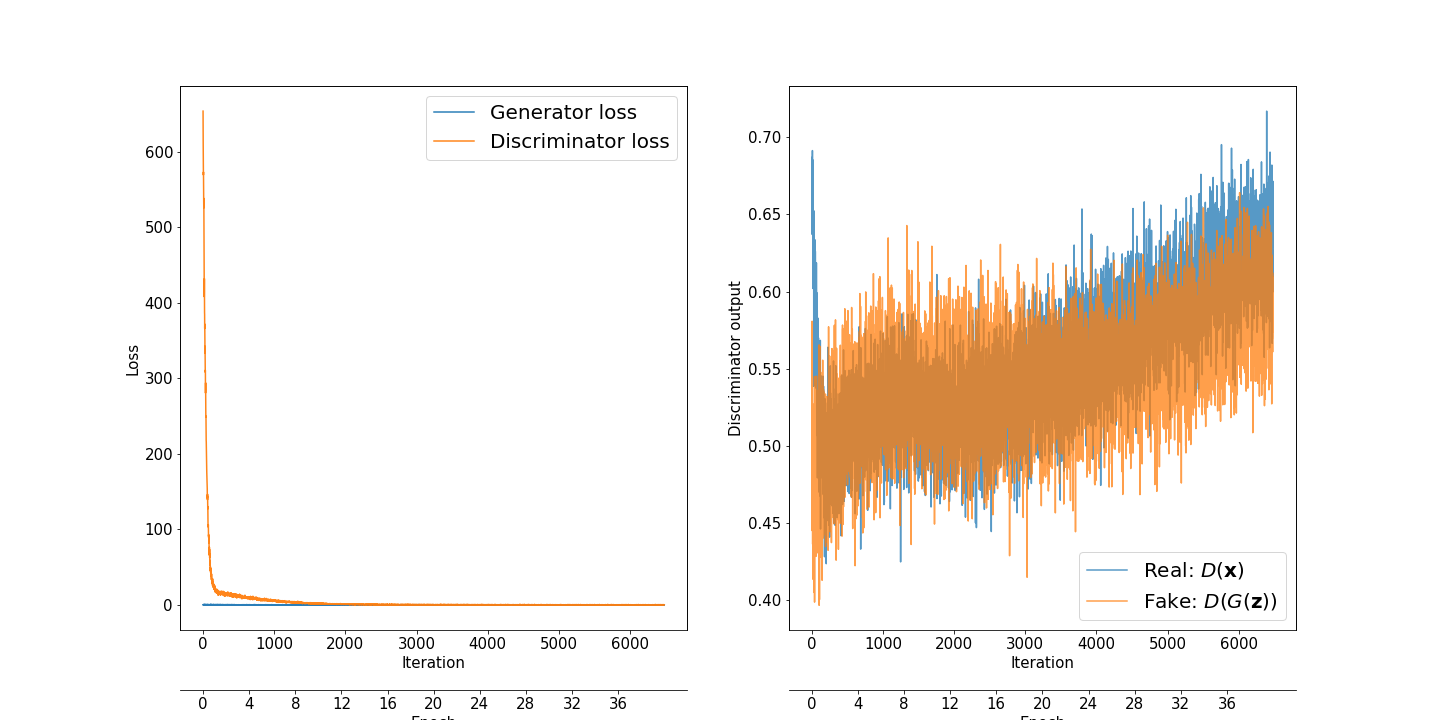 Generator loss
Discriminator loss
600
500
400
300
200
100
0
Loss
0 1000 2000 3000 4000 5000 6000
Iteration
0 4 8 12 16 20 24 28 32 36
Epoch
0.70
0.65
0.60
0.55
0.50
0.45
0.40
Discriminator output
Real: D(x)
Fake: D(G(z))
0 1000 2000 3000 4000 5000 6000
Iteration
0 4 8 12 16 20 24 28 32 36
Epoch